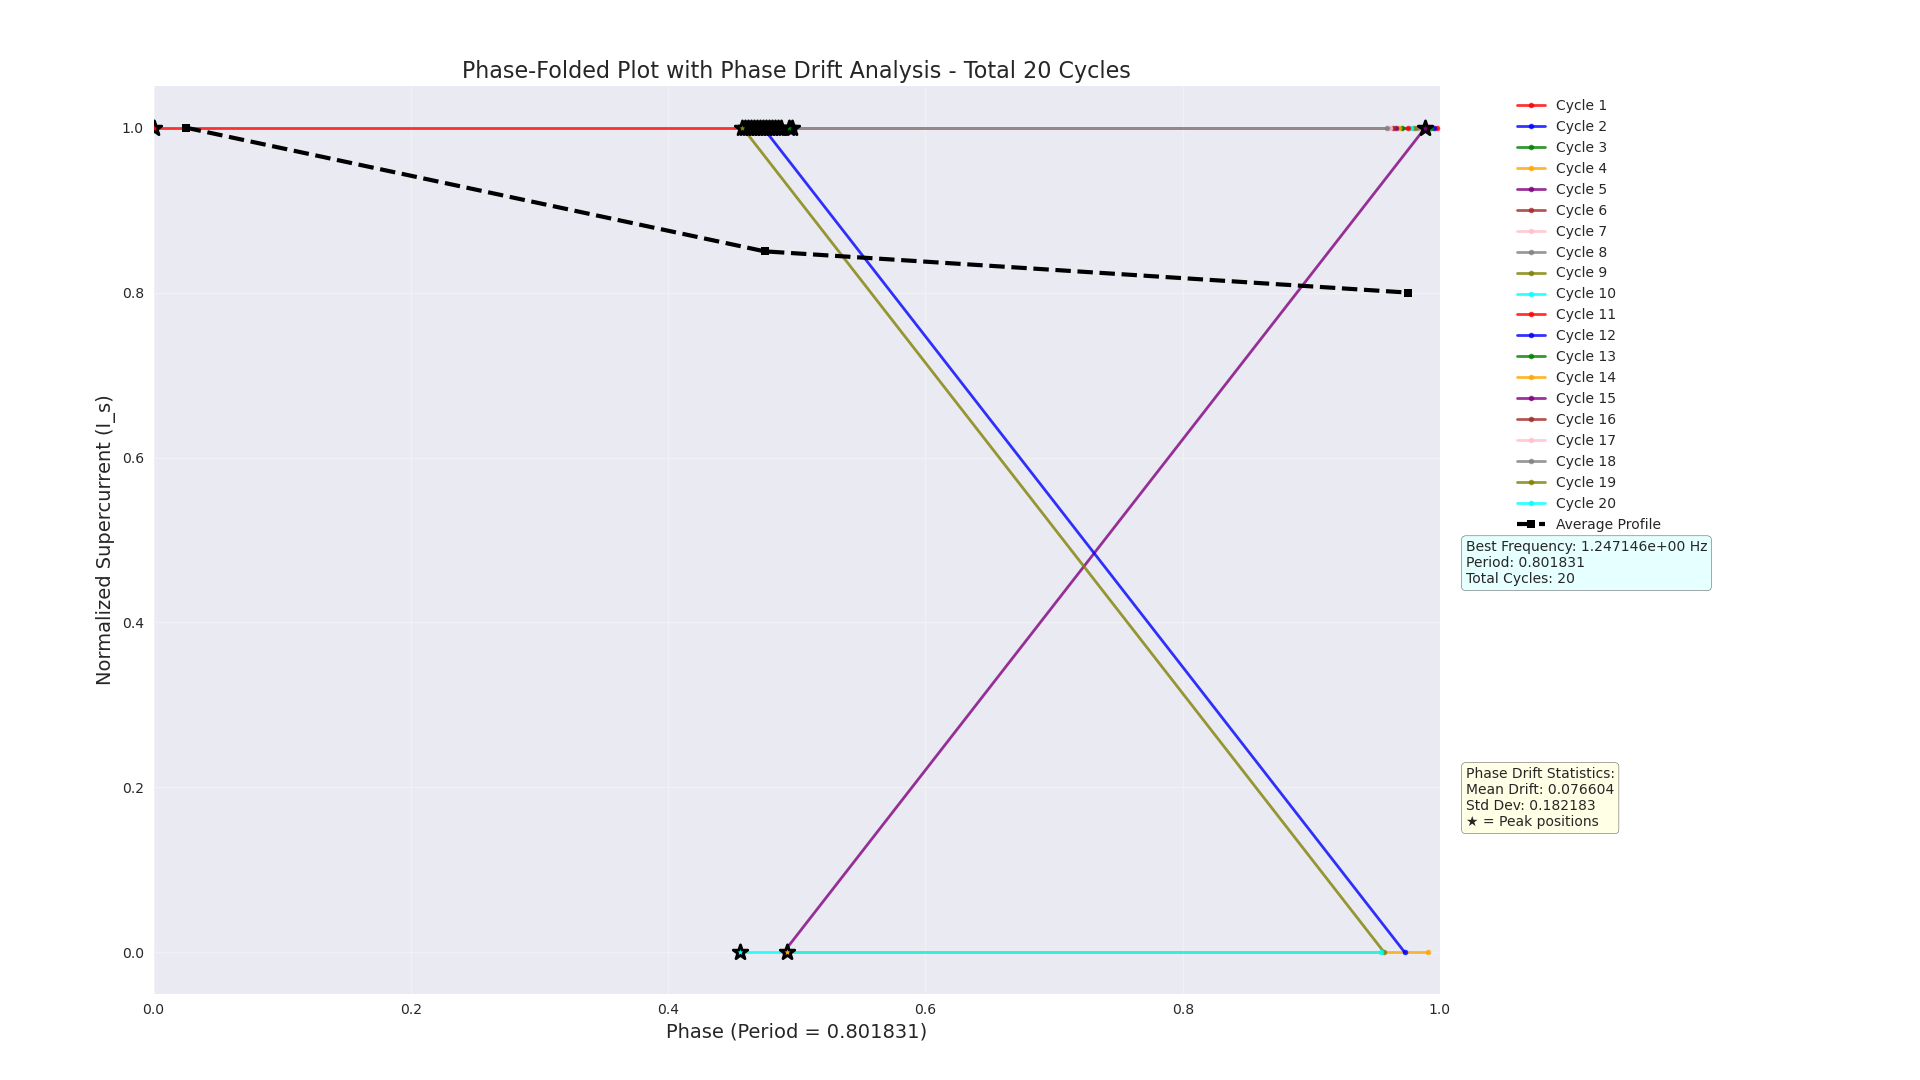 Phase-Folded Plot with Phase Drift Analysis - Total 20 Cycles
Normalized Supercurrent (I_s)
1.0
0.8
0.6
0.4
0.2
0.0
0.0 0.2 0.4 0.6 0.8 1.0
Phase (Period = 0.801831)
Cycle 1
Cycle 2
Cycle 3
Cycle 4
Cycle 5
Cycle 6
Cycle 7
Cycle 8
Cycle 9
Cycle 10
Cycle 11
Cycle 12
Cycle 13
Cycle 14
Cycle 15
Cycle 16
Cycle 17
Cycle 18
Cycle 19
Cycle 20
Average Profile
Best Frequency: 1.247146e+00 Hz
Period: 0.801831
Total Cycles: 20
Phase Drift Statistics:
Mean Drift: 0.076604
Std Dev: 0.182183
★ = Peak positions